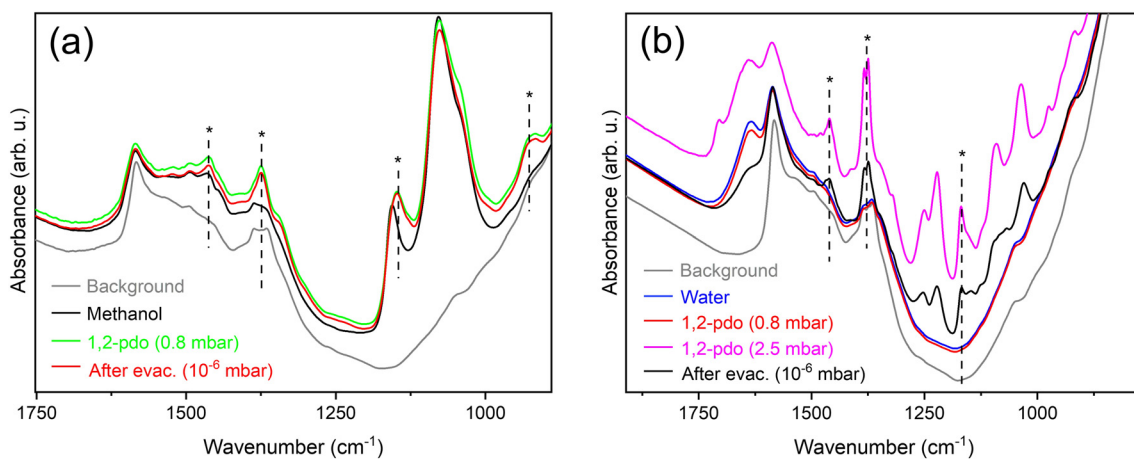 (a)
*
*
*
*
Absorbance (arb. u.)
Background
Methanol
1,2-pdo (0.8 mbar)
After evac. (10⁻⁶ mbar)
1750
1500
1250
1000
Wavenumber (cm⁻¹)
(b)
*
*
*
Absorbance (arb. u.)
Background
Water
1,2-pdo (0.8 mbar)
1,2-pdo (2.5 mbar)
After evac. (10⁻⁶ mbar)
1750
1500
1250
1000
Wavenumber (cm⁻¹)